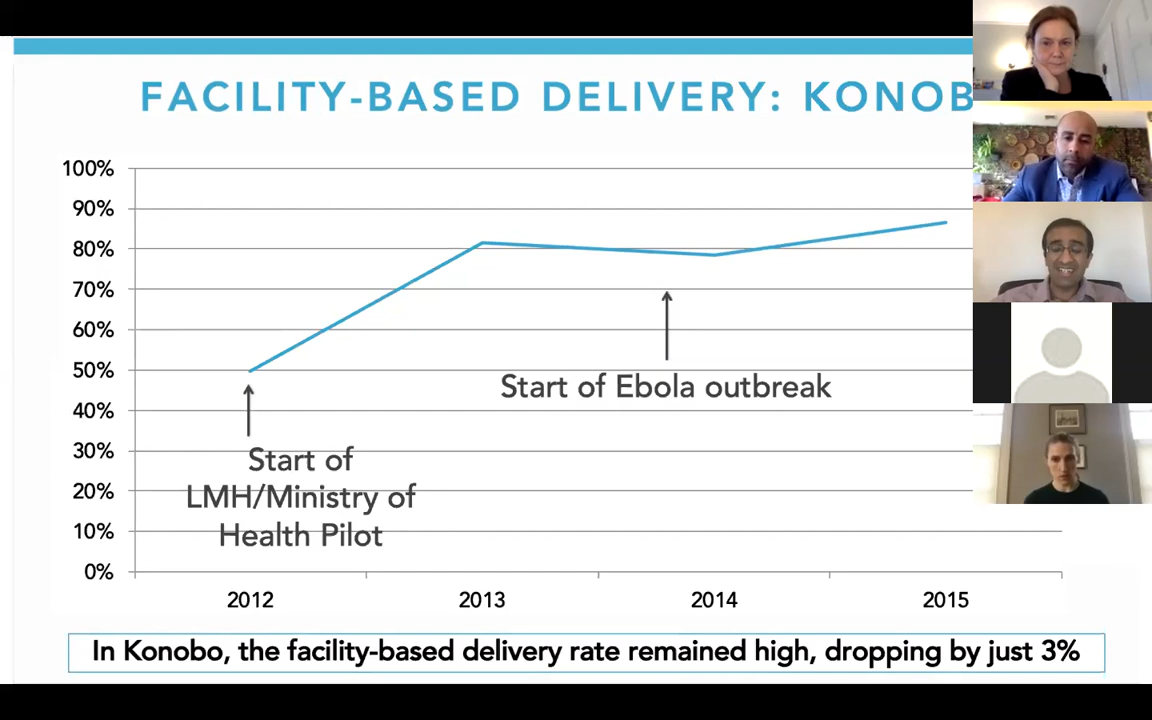 FACILITY-BASED DELIVERY: KONOB
100%
90%
80%
70%
60%
50%
40%
30%
20%
10%
0%
Start of Ebola outbreak
Start of
LMH/Ministry of
Health Pilot
2012 2013 2014 2015
In Konobo, the facility-based delivery rate remained high, dropping by just 3%